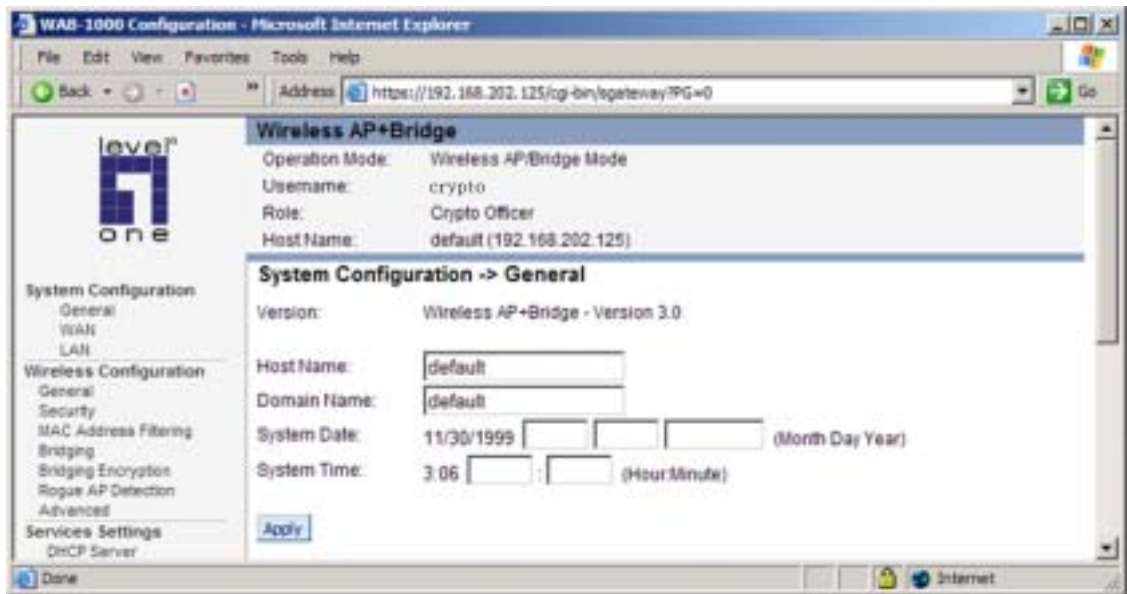 WAB-1000 Configuration - Microsoft Internet Explorer
File Edit View Favorites Tools Help
Back » Address https://192.168.202.125/cgi-bin/sgateway?PG=0 Go
level™
one
Wireless AP+Bridge
Operation Mode: Wireless AP/Bridge Mode
Username: crypto
Role: Crypto Officer
Host Name: default (192.168.202.125)
System Configuration
General
WAN
LAN
Wireless Configuration
General
Security
MAC Address Filtering
Bridging
Bridging Encryption
Rogue AP Detection
Advanced
Services Settings
DHCP Server
System Configuration -> General
Version: Wireless AP+Bridge - Version 3.0
Host Name: default
Domain Name: default
System Date: 11/30/1999 (Month Day Year)
System Time: 3:06 : (Hour:Minute)
Apply
Done Internet